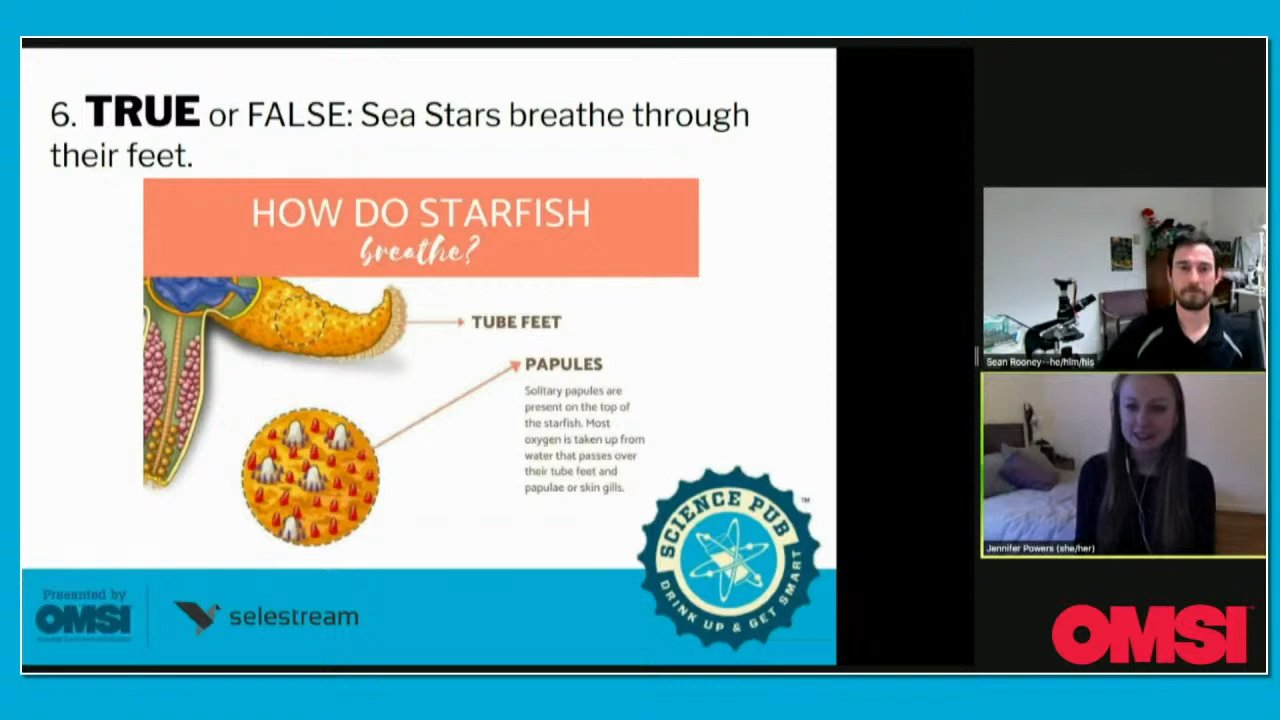 6. TRUE or FALSE: Sea Stars breathe through
their feet.
HOW DO STARFISH
breathe?
TUBE FEET
PAPULES
Solitary papules are
present on the top of
the starfish. Most
oxygen is taken up from
water that passes over
their tube feet and
papulae or skin gills.
SCIENCE PUB
DRINK UP & GET SMART
™
Presented by
OMSI
selestream
Sean Rooney--he/him/his
Jennifer Powers (she/her)
OMSI